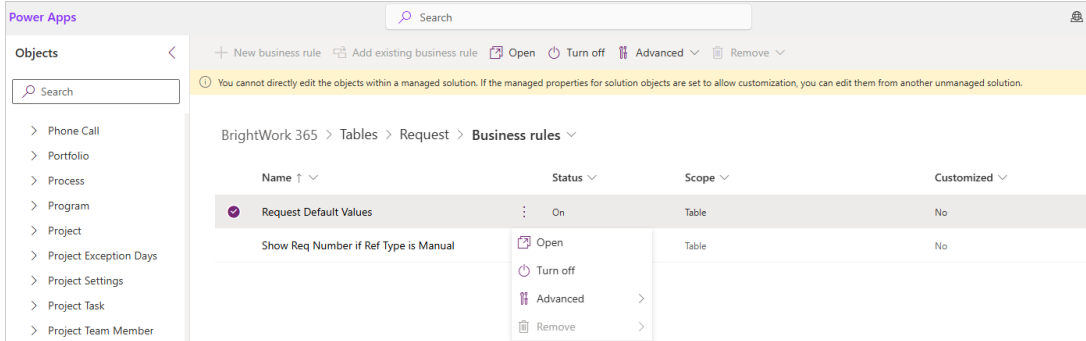 Power Apps
Search
Objects
New business rule Add existing business rule Open Turn off Advanced Remove
You cannot directly edit the objects within a managed solution. If the managed properties for solution objects are set to allow customization, you can edit them from another unmanaged solution.
Search
Phone Call
Portfolio
Process
Program
Project
Project Exception Days
Project Settings
Project Task
Project Team Member
BrightWork 365 > Tables > Request > Business rules
Name ↑ Status Scope Customized
Request Default Values On Table No
Show Req Number if Ref Type is Manual Table No
Open
Turn off
Advanced
Remove